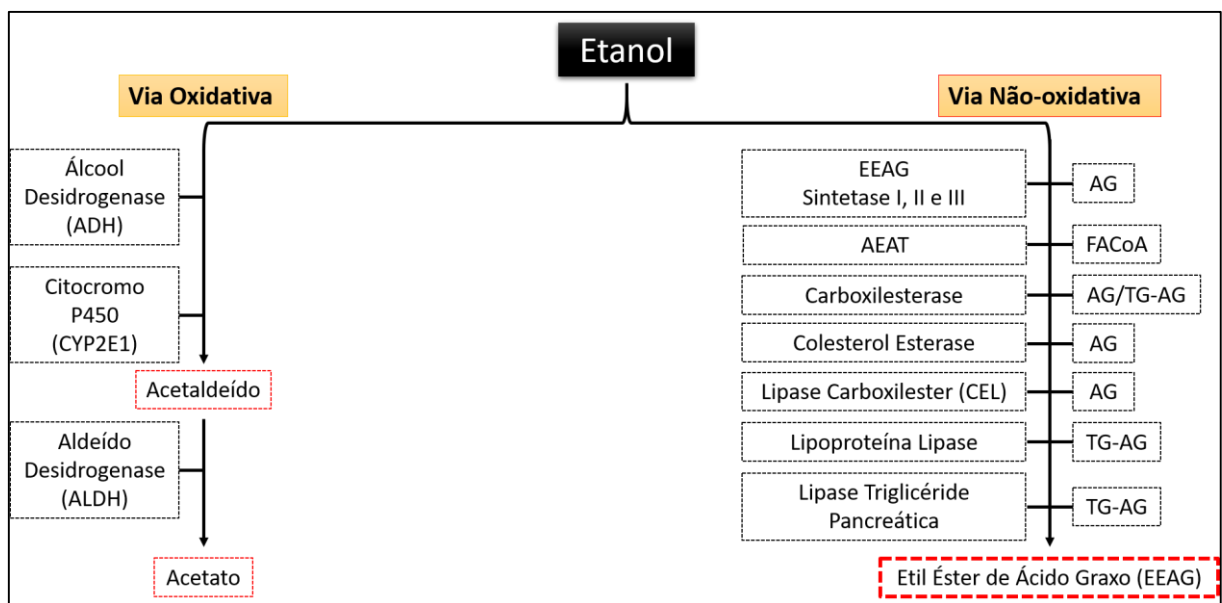 Etanol
Via Oxidativa
Álcool
Desidrogenase
(ADH)
Citocromo
P450
(CYP2E1)
Acetaldeído
Aldeído
Desidrogenase
(ALDH)
Acetato
Via Não-oxidativa
EEAG
Sintetase I, II e III
AG
AEAT
FACoA
Carboxilesterase
AG/TG-AG
Colesterol Esterase
AG
Lipase Carboxilester (CEL)
AG
Lipoproteína Lipase
TG-AG
Lipase Triglicéride
Pancreática
TG-AG
Etil Éster de Ácido Graxo (EEAG)